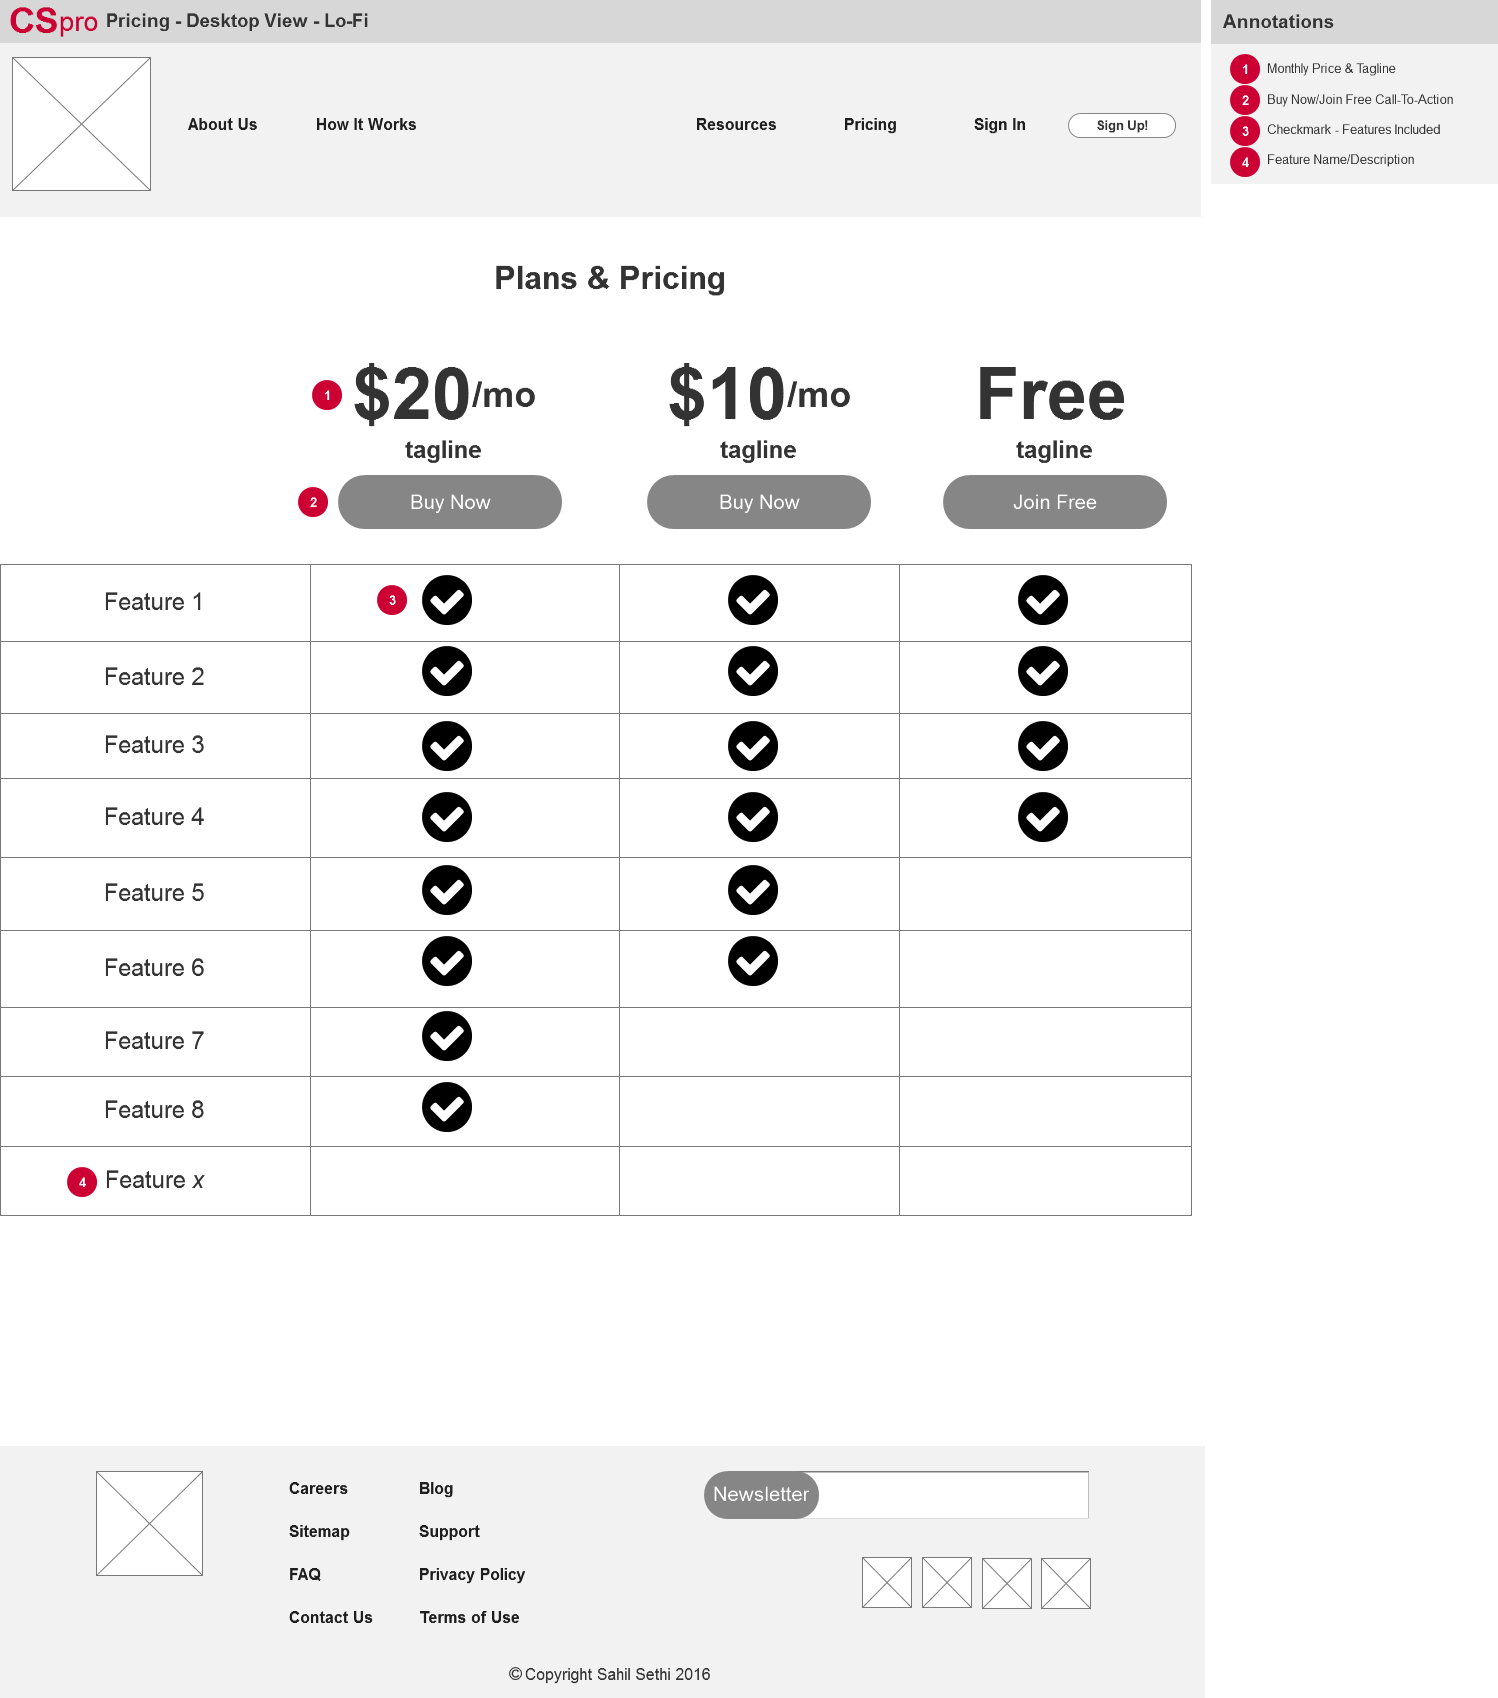 CSpro Pricing - Desktop View - Lo-Fi
Annotations
1 Monthly Price & Tagline
2 Buy Now/Join Free Call-To-Action
3 Checkmark - Features Included
4 Feature Name/Description
About Us How It Works Resources Pricing Sign In Sign Up!
Plans & Pricing
1 $20/mo $10/mo Free
tagline tagline tagline
2 Buy Now Buy Now Join Free
Feature 1 3
Feature 2
Feature 3
Feature 4
Feature 5
Feature 6
Feature 7
Feature 8
4 Feature x
Careers Blog Newsletter
Sitemap Support
FAQ Privacy Policy
Contact Us Terms of Use
© Copyright Sahil Sethi 2016